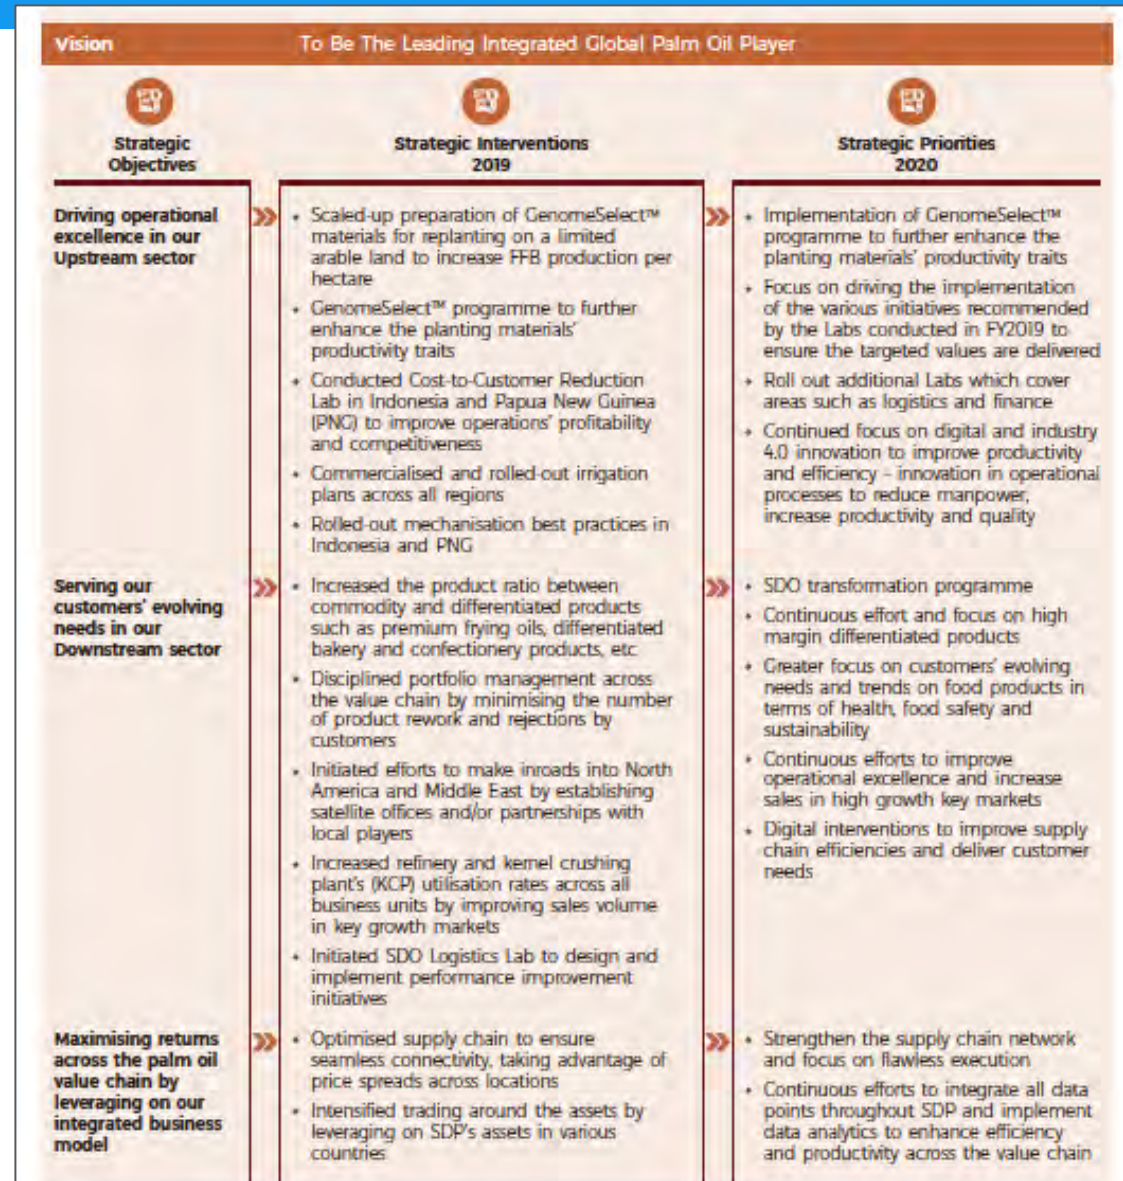 Vision To Be The Leading Integrated Global Palm Oil Player
Strategic
Objectives
Strategic Interventions
2019
Strategic Priorities
2020
Driving operational
excellence in our
Upstream sector
• Scaled-up preparation of GenomeSelect™
materials for replanting on a limited
arable land to increase FFB production per
hectare
• GenomeSelect™ programme to further
enhance the planting materials'
productivity traits
• Conducted Cost-to-Customer Reduction
Lab in Indonesia and Papua New Guinea
(PNG) to improve operations' profitability
and competitiveness
• Commercialised and rolled-out irrigation
plans across all regions
• Rolled-out mechanisation best practices in
Indonesia and PNG
• Implementation of GenomeSelect™
programme to further enhance the
planting materials' productivity traits
• Focus on driving the implementation
of the various initiatives recommended
by the Labs conducted in FY2019 to
ensure the targeted values are delivered
• Roll out additional Labs which cover
areas such as logistics and finance
• Continued focus on digital and industry
4.0 innovation to improve productivity
and efficiency – innovation in operational
processes to reduce manpower,
increase productivity and quality
Serving our
customers' evolving
needs in our
Downstream sector
• Increased the product ratio between
commodity and differentiated products
such as premium frying oils, differentiated
bakery and confectionery products, etc
• Disciplined portfolio management across
the value chain by minimising the number
of product rework and rejections by
customers
• Initiated efforts to make inroads into North
America and Middle East by establishing
satellite offices and/or partnerships with
local players
• Increased refinery and kernel crushing
plant's (KCP) utilisation rates across all
business units by improving sales volume
in key growth markets
• Initiated SDO Logistics Lab to design and
implement performance improvement
initiatives
• SDO transformation programme
• Continuous effort and focus on high
margin differentiated products
• Greater focus on customers' evolving
needs and trends on food products in
terms of health, food safety and
sustainability
• Continuous efforts to improve
operational excellence and increase
sales in high growth key markets
• Digital interventions to improve supply
chain efficiencies and deliver customer
needs
Maximising returns
across the palm oil
value chain by
leveraging on our
integrated business
model
• Optimised supply chain to ensure
seamless connectivity, taking advantage of
price spreads across locations
• Intensified trading around the assets by
leveraging on SDP's assets in various
countries
• Strengthen the supply chain network
and focus on flawless execution
• Continuous efforts to integrate all data
points throughout SDP and implement
data analytics to enhance efficiency
and productivity across the value chain